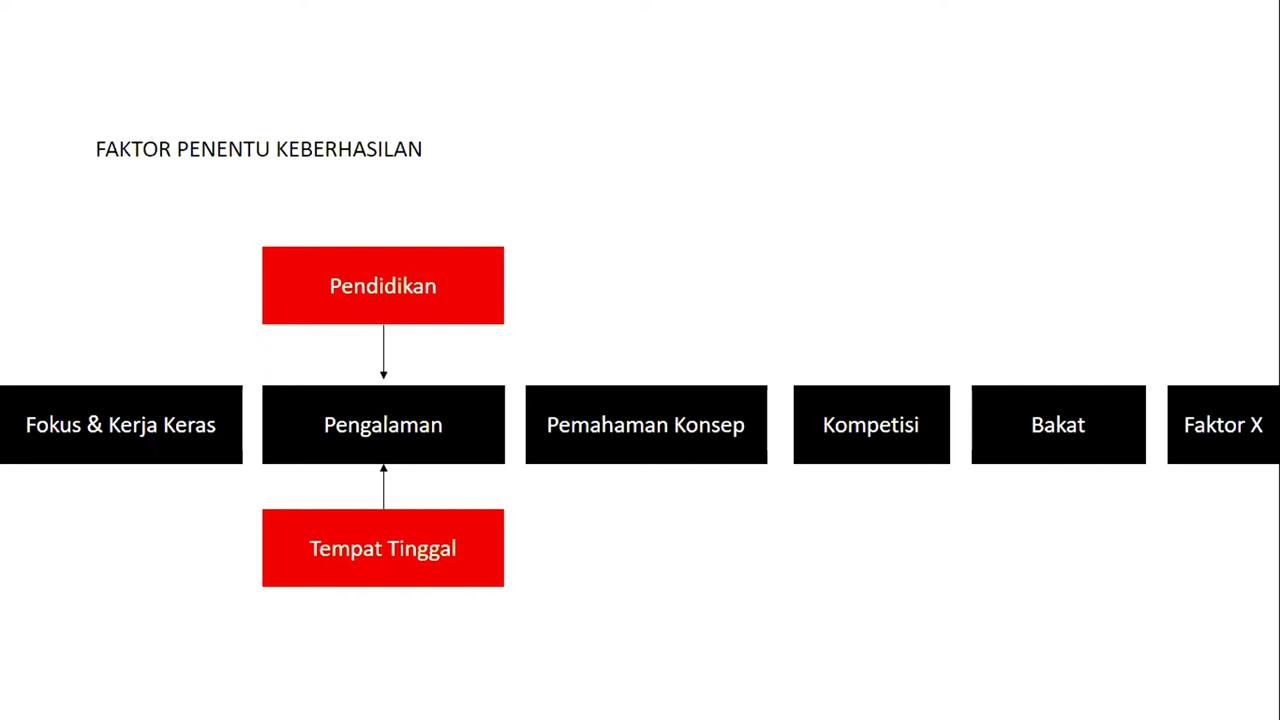 FAKTOR PENENTU KEBERHASILAN
Pendidikan
Fokus & Kerja Keras
Pengalaman
Pemahaman Konsep
Kompetisi
Bakat
Faktor X
Tempat Tinggal